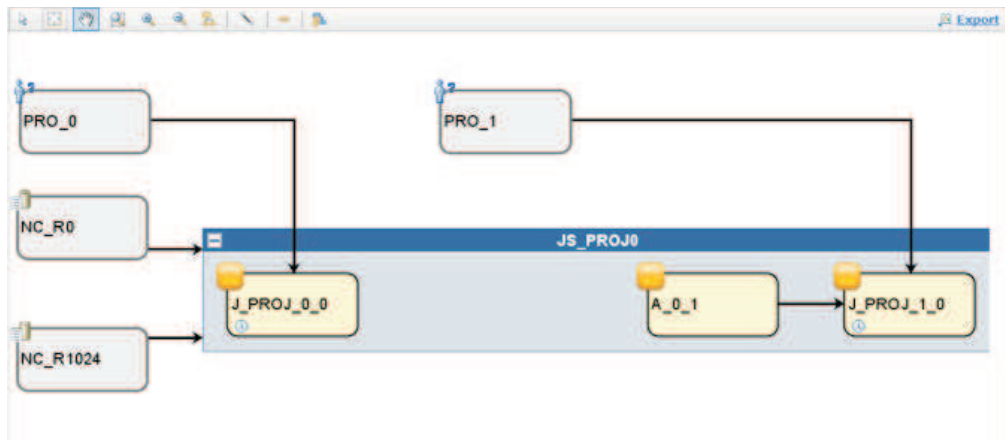 Export
PRO_0
PRO_1
NC_R0
JS_PROJ0
J_PROJ_0_0
A_0_1
J_PROJ_1_0
NC_R1024